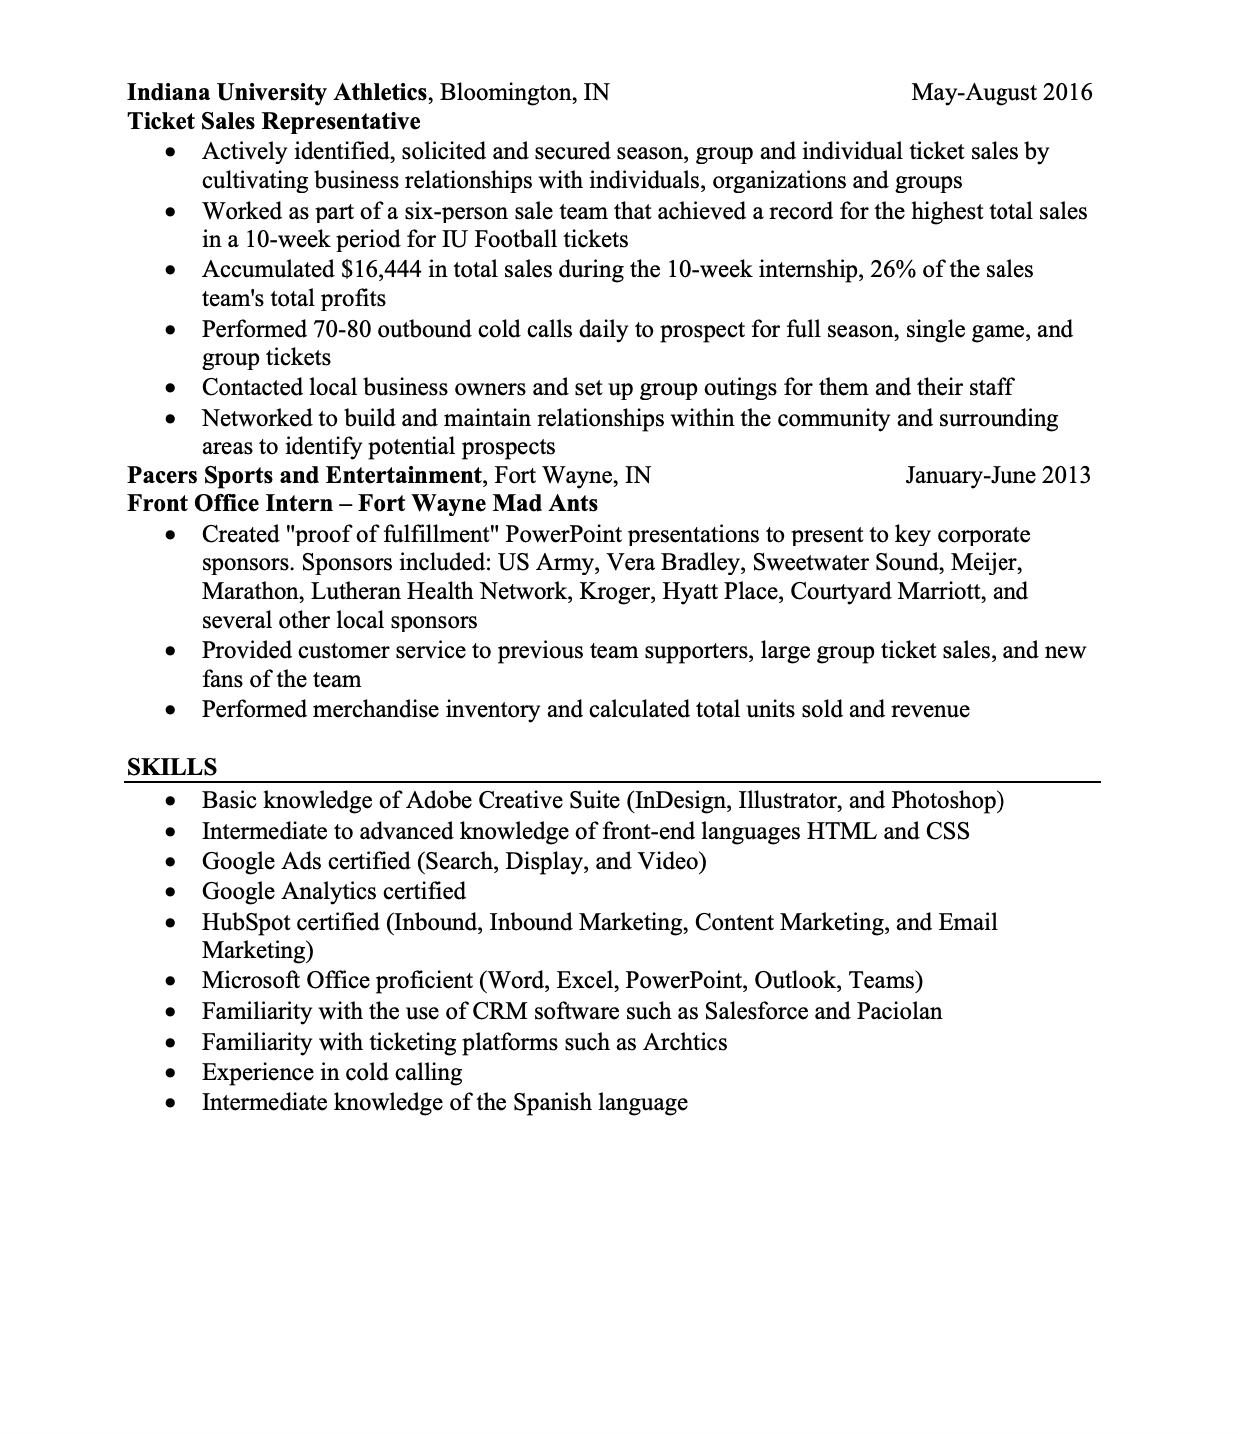 Indiana University Athletics, Bloomington, IN May-August 2016
Ticket Sales Representative
• Actively identified, solicited and secured season, group and individual ticket sales by
cultivating business relationships with individuals, organizations and groups
• Worked as part of a six-person sale team that achieved a record for the highest total sales
in a 10-week period for IU Football tickets
• Accumulated $16,444 in total sales during the 10-week internship, 26% of the sales
team's total profits
• Performed 70-80 outbound cold calls daily to prospect for full season, single game, and
group tickets
• Contacted local business owners and set up group outings for them and their staff
• Networked to build and maintain relationships within the community and surrounding
areas to identify potential prospects
Pacers Sports and Entertainment, Fort Wayne, IN January-June 2013
Front Office Intern – Fort Wayne Mad Ants
• Created "proof of fulfillment" PowerPoint presentations to present to key corporate
sponsors. Sponsors included: US Army, Vera Bradley, Sweetwater Sound, Meijer,
Marathon, Lutheran Health Network, Kroger, Hyatt Place, Courtyard Marriott, and
several other local sponsors
• Provided customer service to previous team supporters, large group ticket sales, and new
fans of the team
• Performed merchandise inventory and calculated total units sold and revenue
SKILLS
• Basic knowledge of Adobe Creative Suite (InDesign, Illustrator, and Photoshop)
• Intermediate to advanced knowledge of front-end languages HTML and CSS
• Google Ads certified (Search, Display, and Video)
• Google Analytics certified
• HubSpot certified (Inbound, Inbound Marketing, Content Marketing, and Email
Marketing)
• Microsoft Office proficient (Word, Excel, PowerPoint, Outlook, Teams)
• Familiarity with the use of CRM software such as Salesforce and Paciolan
• Familiarity with ticketing platforms such as Archtics
• Experience in cold calling
• Intermediate knowledge of the Spanish language